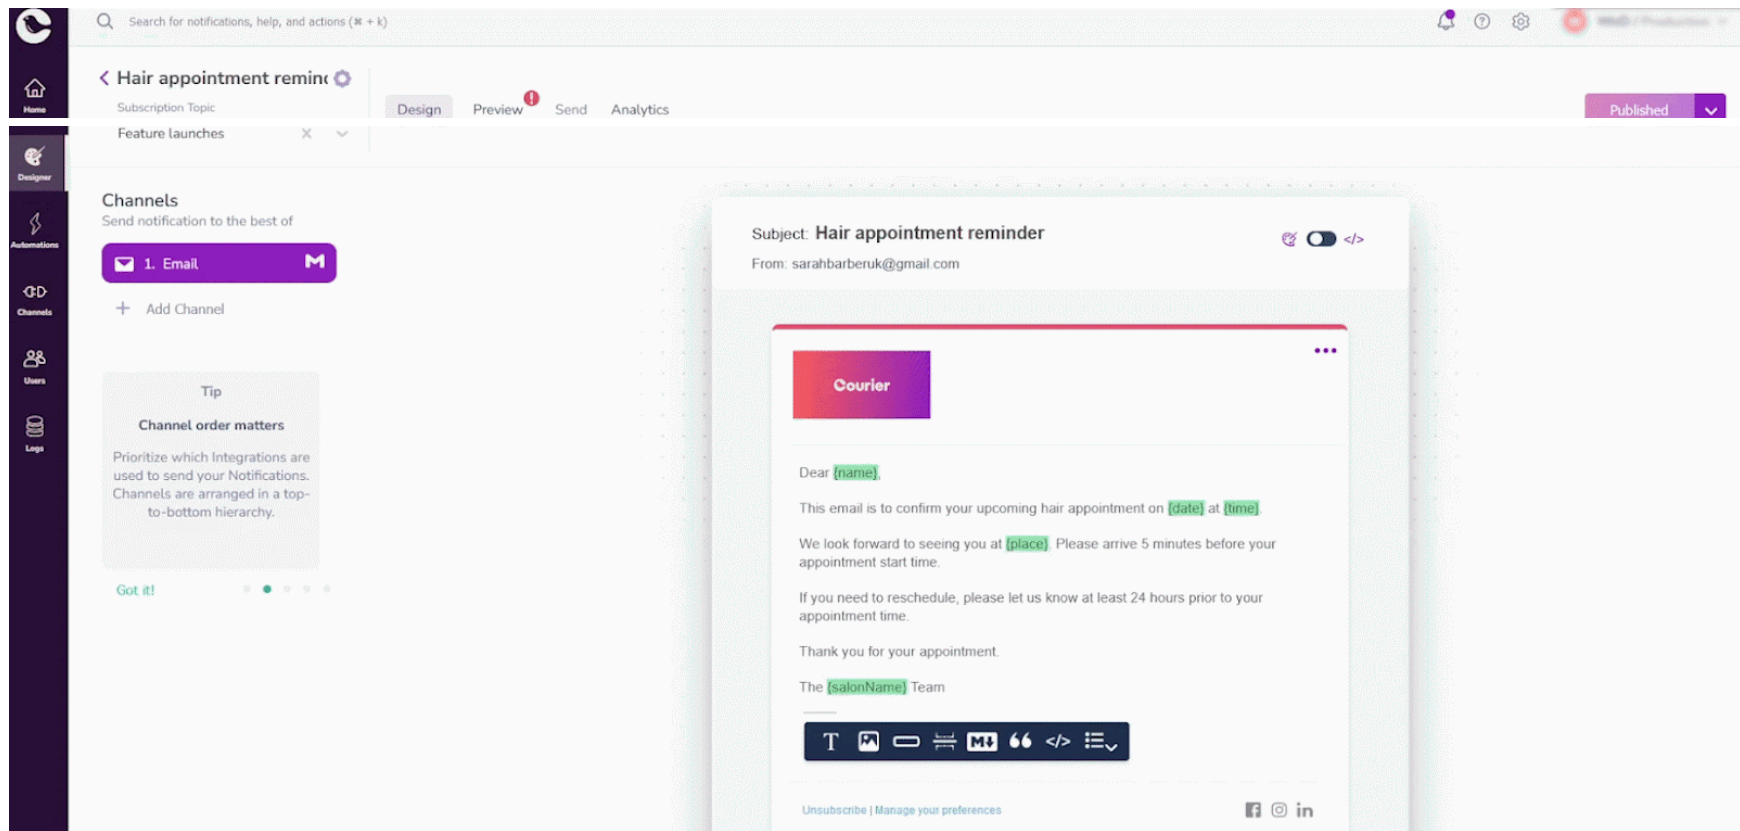 Search for notifications, help, and actions (⌘ + k)
Production
Home
Hair appointment remin
Subscription Topic
Feature launches
Design
Preview
Send
Analytics
Published
Designer
Automations
Channels
Users
Logs
Channels
Send notification to the best of
1. Email
Add Channel
Tip
Channel order matters
Prioritize which Integrations are
used to send your Notifications.
Channels are arranged in a top-
to-bottom hierarchy.
Got it!
Subject: Hair appointment reminder
From: sarahbarberuk@gmail.com
</>
Courier
Dear {name},
This email is to confirm your upcoming hair appointment on {date} at {time}.
We look forward to seeing you at {place}. Please arrive 5 minutes before your
appointment start time.
If you need to reschedule, please let us know at least 24 hours prior to your
appointment time.
Thank you for your appointment.
The {salonName} Team
Unsubscribe | Manage your preferences